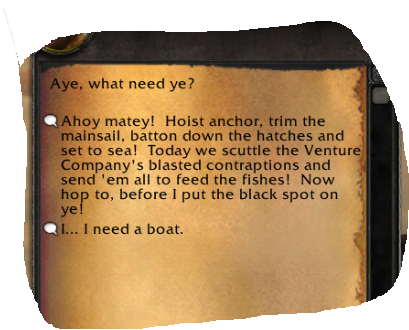 Aye, what need ye?
Ahoy matey!  Hoist anchor, trim the
mainsail, batton down the hatches and
set to sea!  Today we scuttle the Venture
Company's blasted contraptions and
send 'em all to feed the fishes!  Now
hop to, before I put the black spot on
ye!
I... I need a boat.